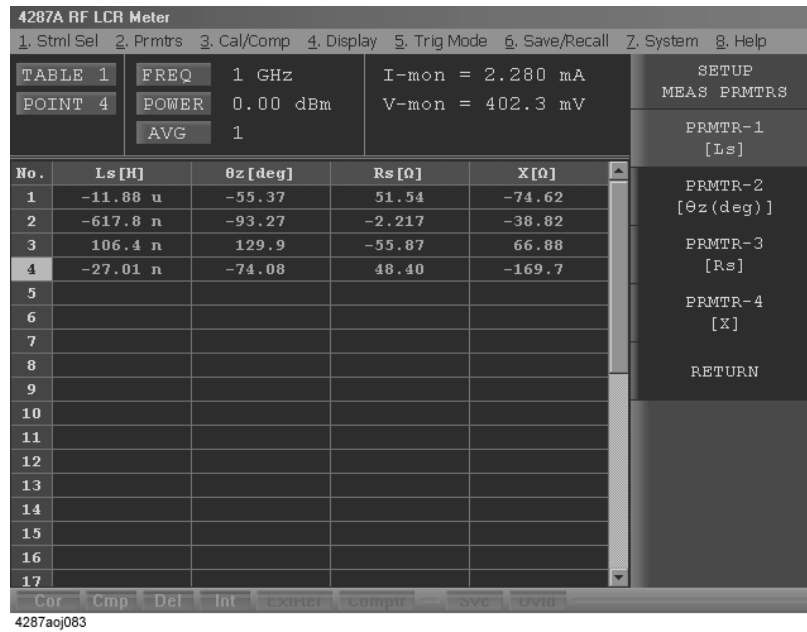 4287A RF LCR Meter
1. Stml Sel 2. Prmtrs 3. Cal/Comp 4. Display 5. Trig Mode 6. Save/Recall 7. System 8. Help
TABLE 1 FREQ 1 GHz I-mon = 2.280 mA
POINT 4 POWER 0.00 dBm V-mon = 402.3 mV
AVG 1
SETUP
MEAS PRMTRS
PRMTR-1
[Ls]
PRMTR-2
[θz(deg)]
PRMTR-3
[Rs]
PRMTR-4
[X]
RETURN
No. Ls[H] θz[deg] Rs[Ω] X[Ω]
1 -11.88 u -55.37 51.54 -74.62
2 -617.8 n -93.27 -2.217 -38.82
3 106.4 n 129.9 -55.87 66.88
4 -27.01 n -74.08 48.40 -169.7
5
6
7
8
9
10
11
12
13
14
15
16
17
Cor Cmp Del Int ExtRef Comptr Svc Ovld
4287aoj083